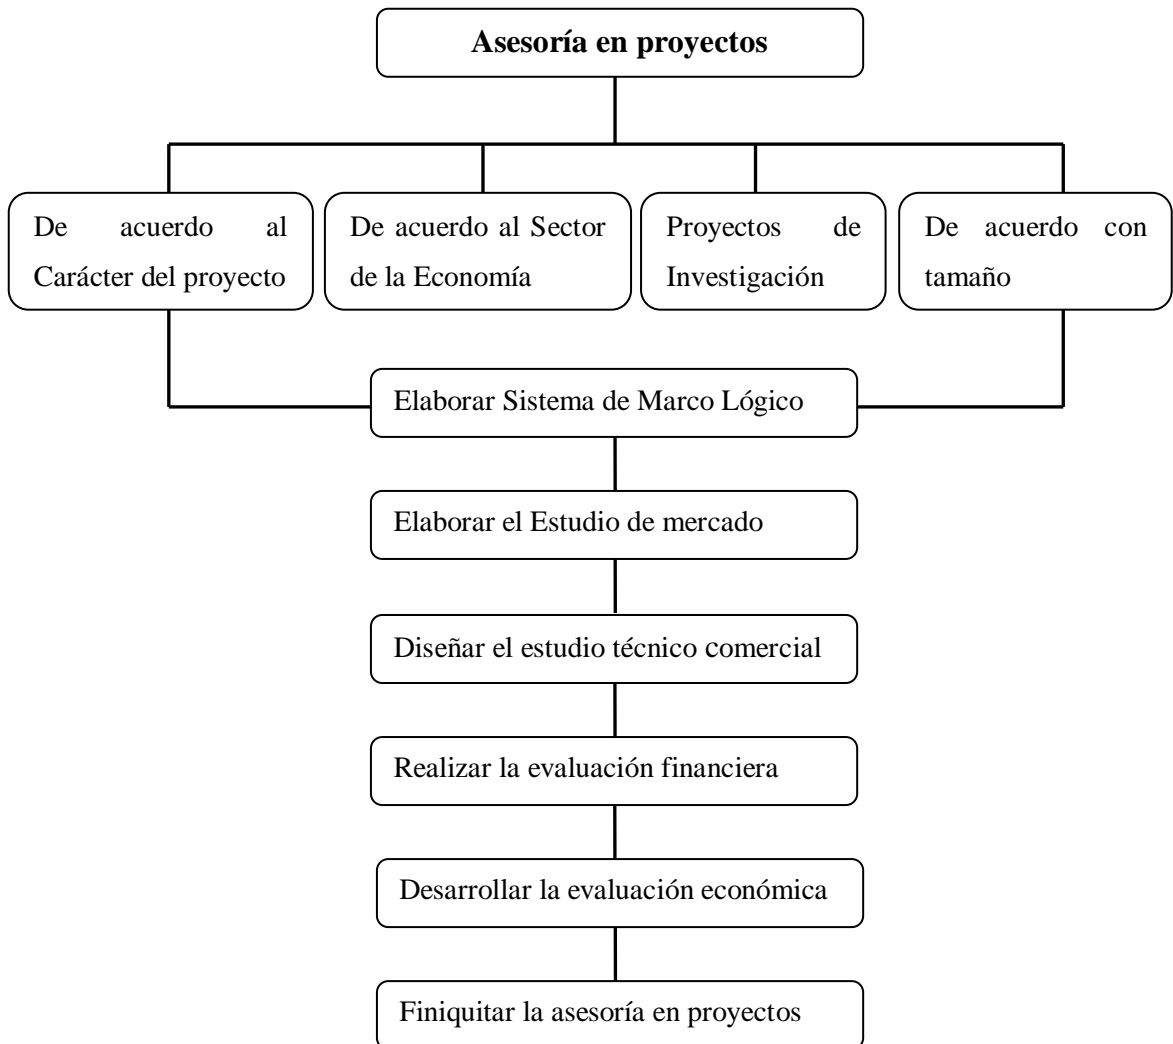 Asesoría en proyectos
De acuerdo al
Carácter del proyecto
De acuerdo al Sector
de la Economía
Proyectos de
Investigación
De acuerdo con
tamaño
Elaborar Sistema de Marco Lógico
Elaborar el Estudio de mercado
Diseñar el estudio técnico comercial
Realizar la evaluación financiera
Desarrollar la evaluación económica
Finiquitar la asesoría en proyectos